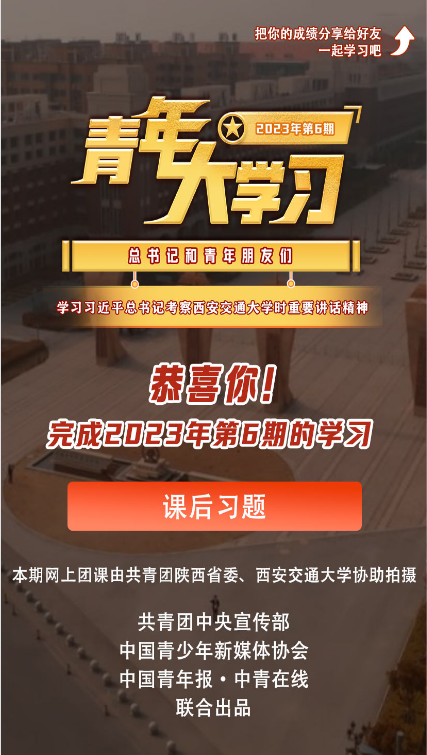 把你的成绩分享给好友
一起学习吧
青年大学习
2023年第6期
总书记和青年朋友们
学习习近平总书记考察西安交通大学时重要讲话精神
恭喜你!
完成2023年第6期的学习
课后习题
本期网上团课由共青团陕西省委、西安交通大学协助拍摄
共青团中央宣传部
中国青少年新媒体协会
中国青年报·中青在线
联合出品